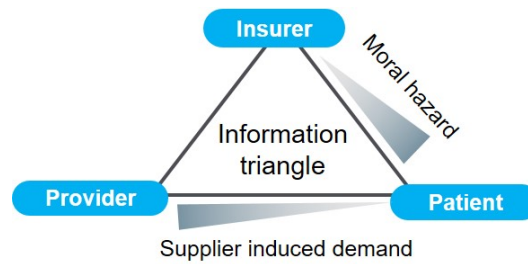 Insurer
Moral hazard
Information
triangle
Provider
Patient
Supplier induced demand